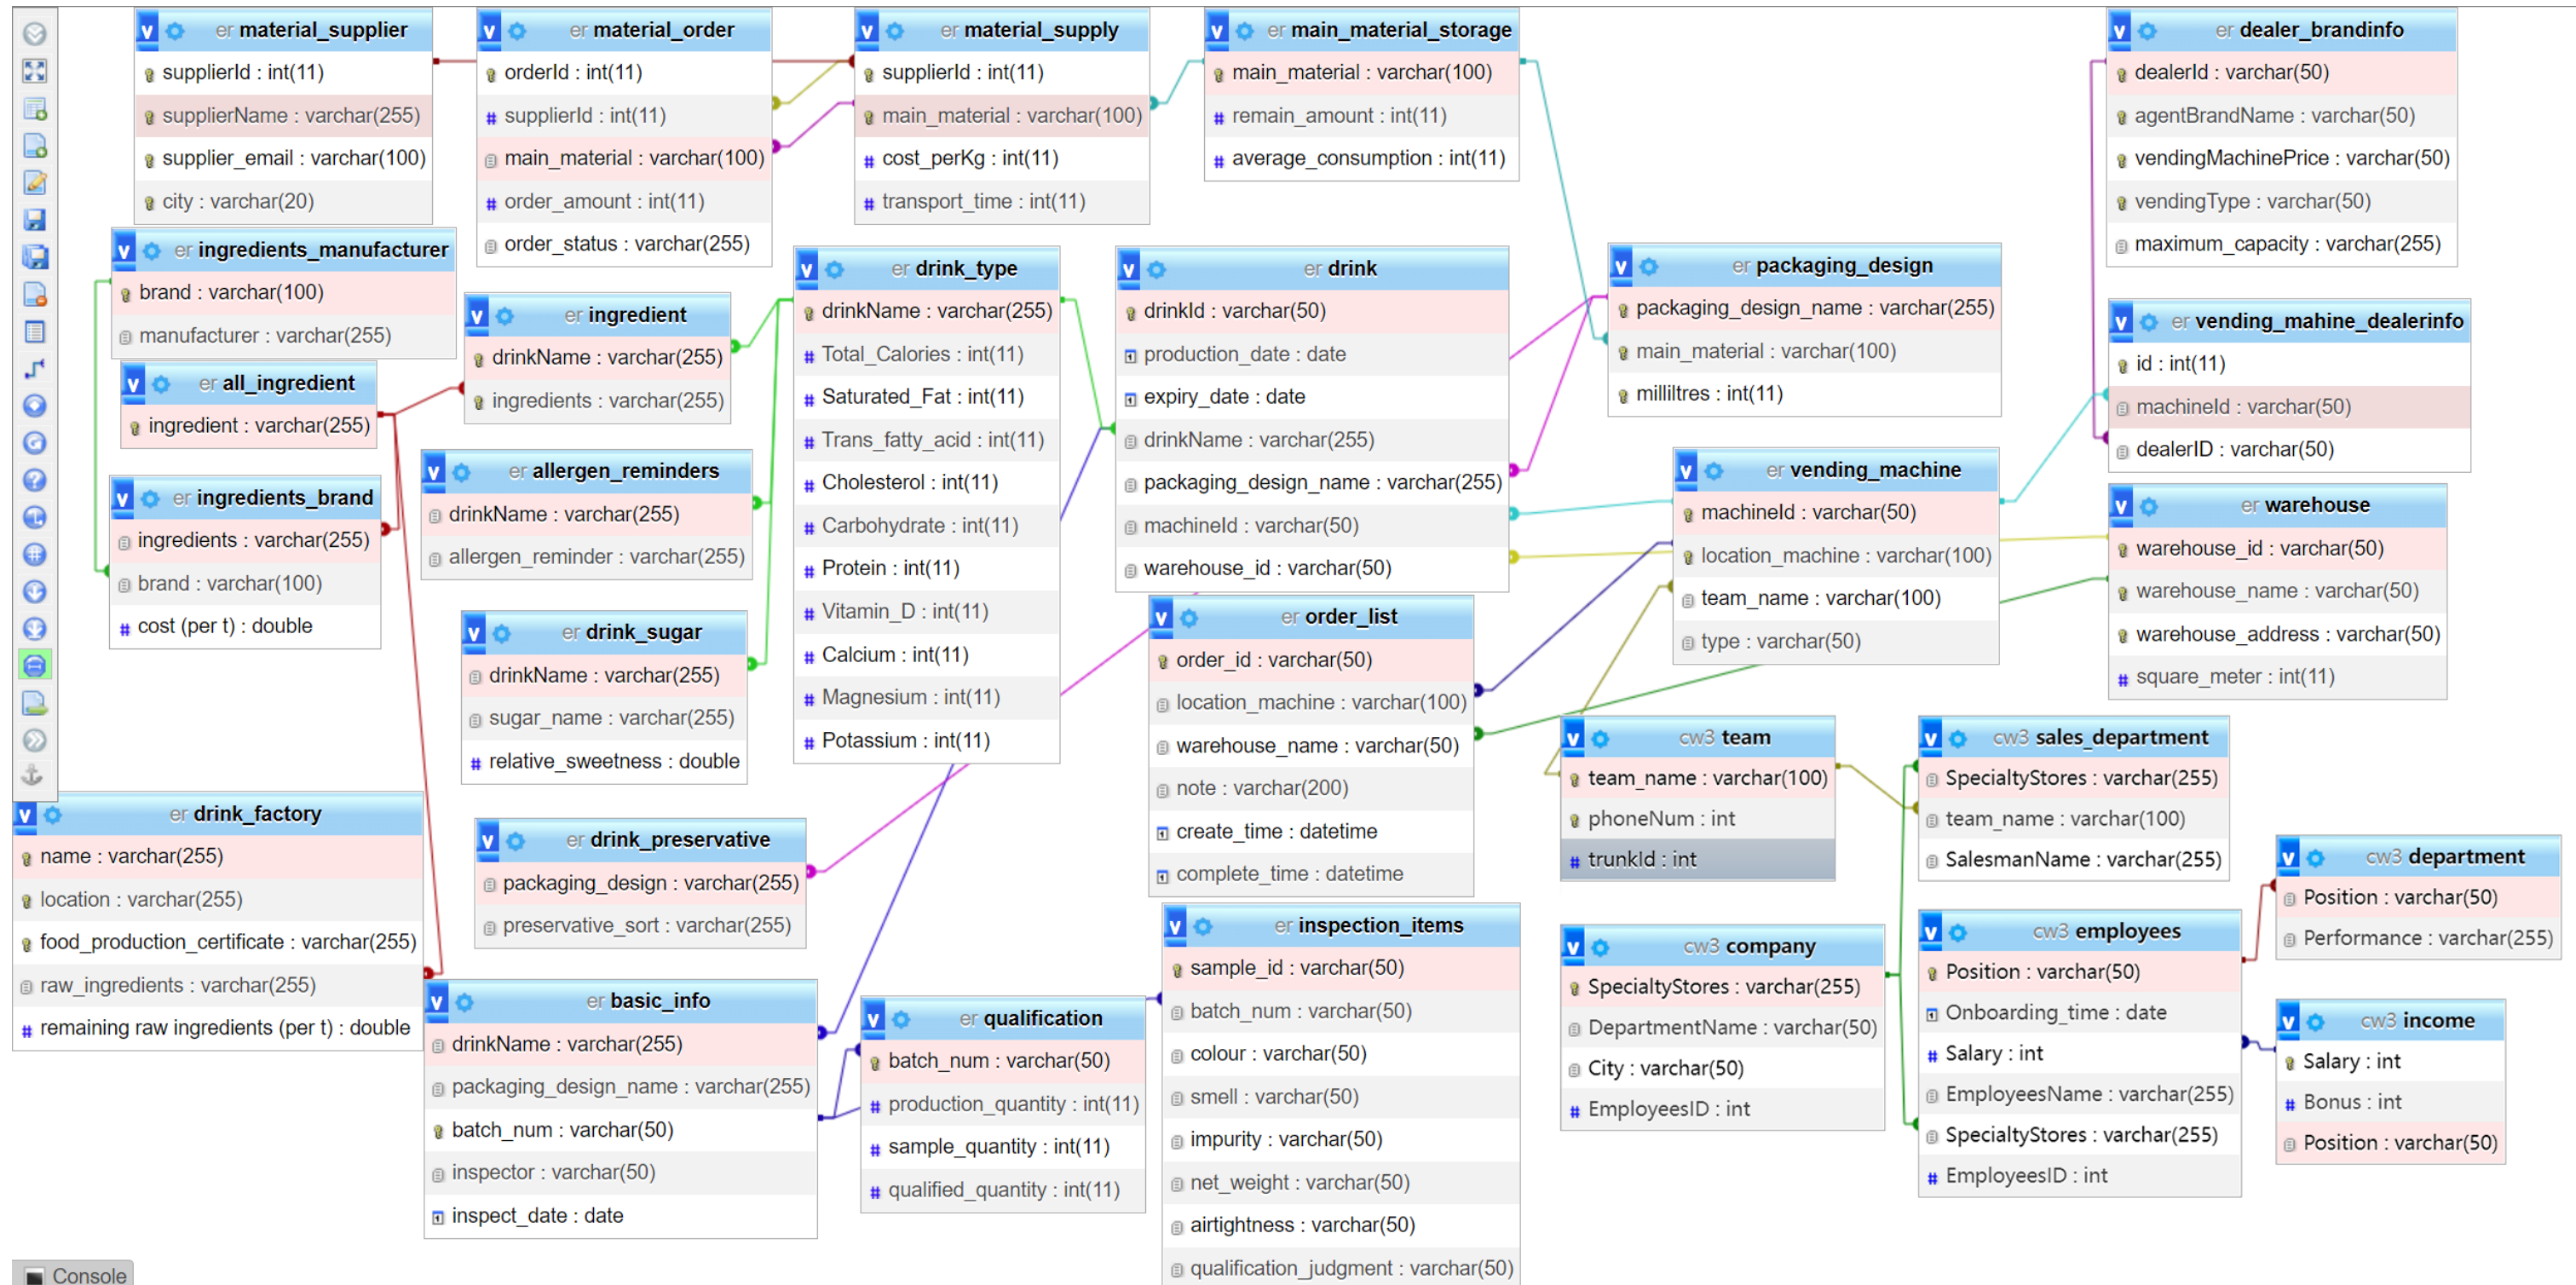 er material_supplier
supplierId : int(11)
supplierName : varchar(255)
supplier_email : varchar(100)
city : varchar(20)
er material_order
orderId : int(11)
supplierId : int(11)
main_material : varchar(100)
order_amount : int(11)
order_status : varchar(255)
er material_supply
supplierId : int(11)
main_material : varchar(100)
cost_perKg : int(11)
transport_time : int(11)
er main_material_storage
main_material : varchar(100)
remain_amount : int(11)
average_consumption : int(11)
er dealer_brandinfo
dealerId : varchar(50)
agentBrandName : varchar(50)
vendingMachinePrice : varchar(50)
vendingType : varchar(50)
maximum_capacity : varchar(255)
er ingredients_manufacturer
brand : varchar(100)
manufacturer : varchar(255)
er all_ingredient
ingredient : varchar(255)
er ingredients_brand
ingredients : varchar(255)
brand : varchar(100)
cost (per t) : double
er ingredient
drinkName : varchar(255)
ingredients : varchar(255)
er allergen_reminders
drinkName : varchar(255)
allergen_reminder : varchar(255)
er drink_sugar
drinkName : varchar(255)
sugar_name : varchar(255)
relative_sweetness : double
er drink_type
drinkName : varchar(255)
Total_Calories : int(11)
Saturated_Fat : int(11)
Trans_fatty_acid : int(11)
Cholesterol : int(11)
Carbohydrate : int(11)
Protein : int(11)
Vitamin_D : int(11)
Calcium : int(11)
Magnesium : int(11)
Potassium : int(11)
er drink
drinkId : varchar(50)
production_date : date
expiry_date : date
drinkName : varchar(255)
packaging_design_name : varchar(255)
machineId : varchar(50)
warehouse_id : varchar(50)
er packaging_design
packaging_design_name : varchar(255)
main_material : varchar(100)
milliltres : int(11)
er vending_mahine_dealerinfo
id : int(11)
machineId : varchar(50)
dealerID : varchar(50)
er vending_machine
machineId : varchar(50)
location_machine : varchar(100)
team_name : varchar(100)
type : varchar(50)
er warehouse
warehouse_id : varchar(50)
warehouse_name : varchar(50)
warehouse_address : varchar(50)
square_meter : int(11)
er order_list
order_id : varchar(50)
location_machine : varchar(100)
warehouse_name : varchar(50)
note : varchar(200)
create_time : datetime
complete_time : datetime
cw3 team
team_name : varchar(100)
phoneNum : int
trunkId : int
cw3 sales_department
SpecialtyStores : varchar(255)
team_name : varchar(100)
SalesmanName : varchar(255)
er drink_factory
name : varchar(255)
location : varchar(255)
food_production_certificate : varchar(255)
raw_ingredients : varchar(255)
remaining raw ingredients (per t) : double
er drink_preservative
packaging_design : varchar(255)
preservative_sort : varchar(255)
er basic_info
drinkName : varchar(255)
packaging_design_name : varchar(255)
batch_num : varchar(50)
inspector : varchar(50)
inspect_date : date
er qualification
batch_num : varchar(50)
production_quantity : int(11)
sample_quantity : int(11)
qualified_quantity : int(11)
er inspection_items
sample_id : varchar(50)
batch_num : varchar(50)
colour : varchar(50)
smell : varchar(50)
impurity : varchar(50)
net_weight : varchar(50)
airtightness : varchar(50)
qualification_judgment : varchar(50)
cw3 company
SpecialtyStores : varchar(255)
DepartmentName : varchar(50)
City : varchar(50)
EmployeesID : int
cw3 employees
Position : varchar(50)
Onboarding_time : date
Salary : int
EmployeesName : varchar(255)
SpecialtyStores : varchar(255)
EmployeesID : int
cw3 department
Position : varchar(50)
Performance : varchar(255)
cw3 income
Salary : int
Bonus : int
Position : varchar(50)
Console